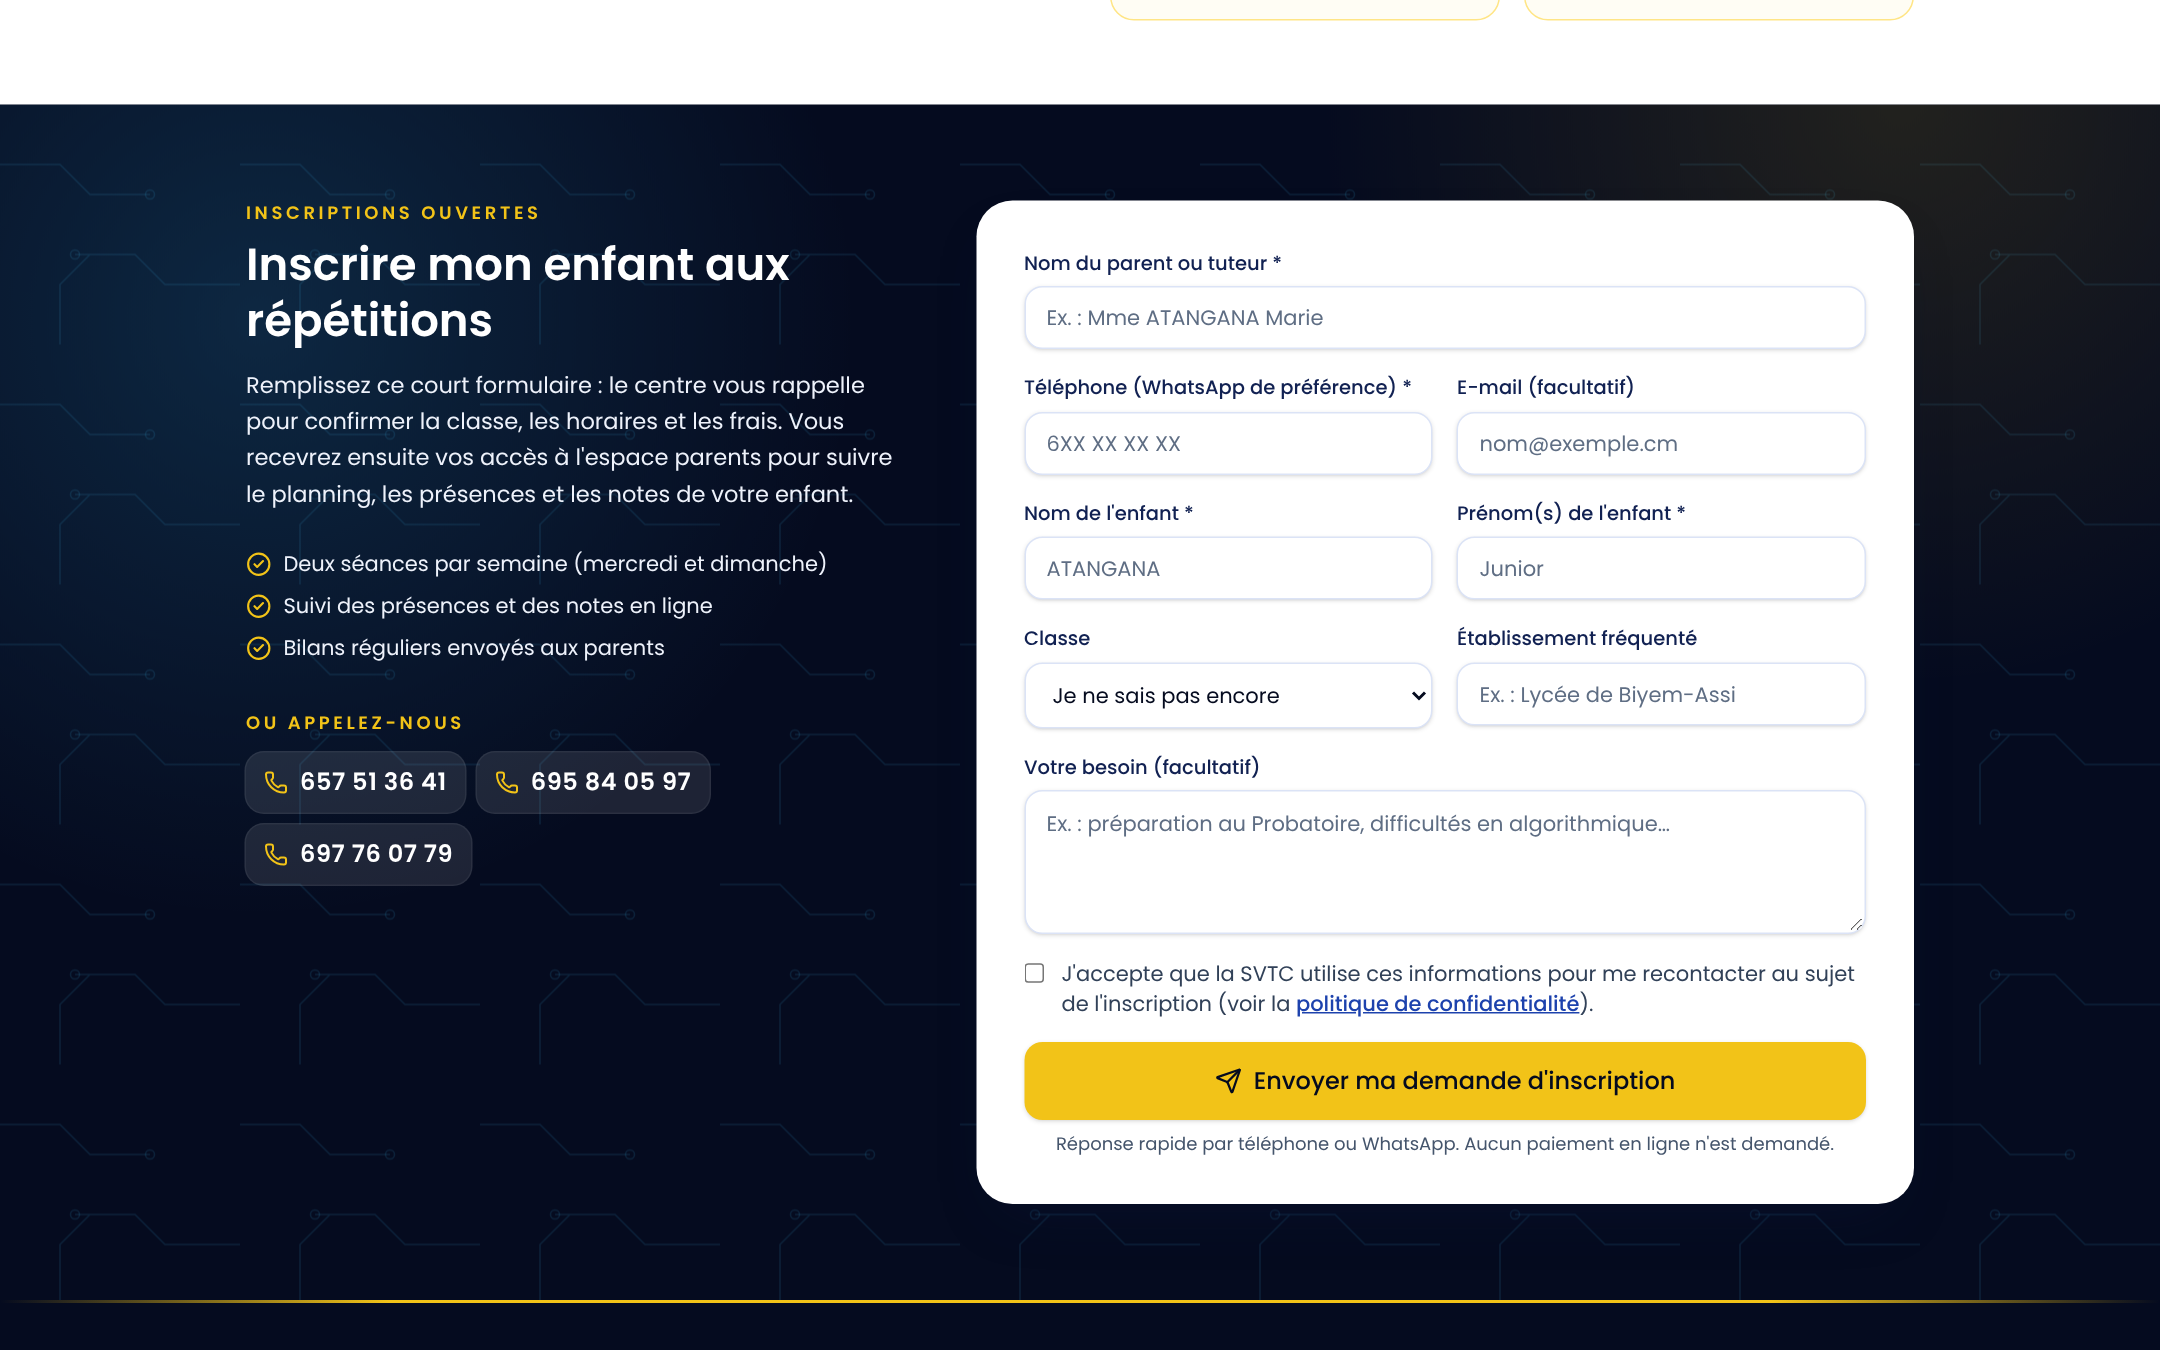 INSCRIPTIONS OUVERTES
Inscrire mon enfant aux
répétitions
Remplissez ce court formulaire : le centre vous rappelle
pour confirmer la classe, les horaires et les frais. Vous
recevrez ensuite vos accès à l'espace parents pour suivre
le planning, les présences et les notes de votre enfant.
Deux séances par semaine (mercredi et dimanche)
Suivi des présences et des notes en ligne
Bilans réguliers envoyés aux parents
OU APPELEZ-NOUS
657 51 36 41
695 84 05 97
697 76 07 79
Nom du parent ou tuteur *
Ex. : Mme ATANGANA Marie
Téléphone (WhatsApp de préférence) *
6XX XX XX XX
E-mail (facultatif)
nom@exemple.cm
Nom de l'enfant *
ATANGANA
Prénom(s) de l'enfant *
Junior
Classe
Je ne sais pas encore
Établissement fréquenté
Ex. : Lycée de Biyem-Assi
Votre besoin (facultatif)
Ex. : préparation au Probatoire, difficultés en algorithmique...
J'accepte que la SVTC utilise ces informations pour me recontacter au sujet
de l'inscription (voir la politique de confidentialité).
Envoyer ma demande d'inscription
Réponse rapide par téléphone ou WhatsApp. Aucun paiement en ligne n'est demandé.